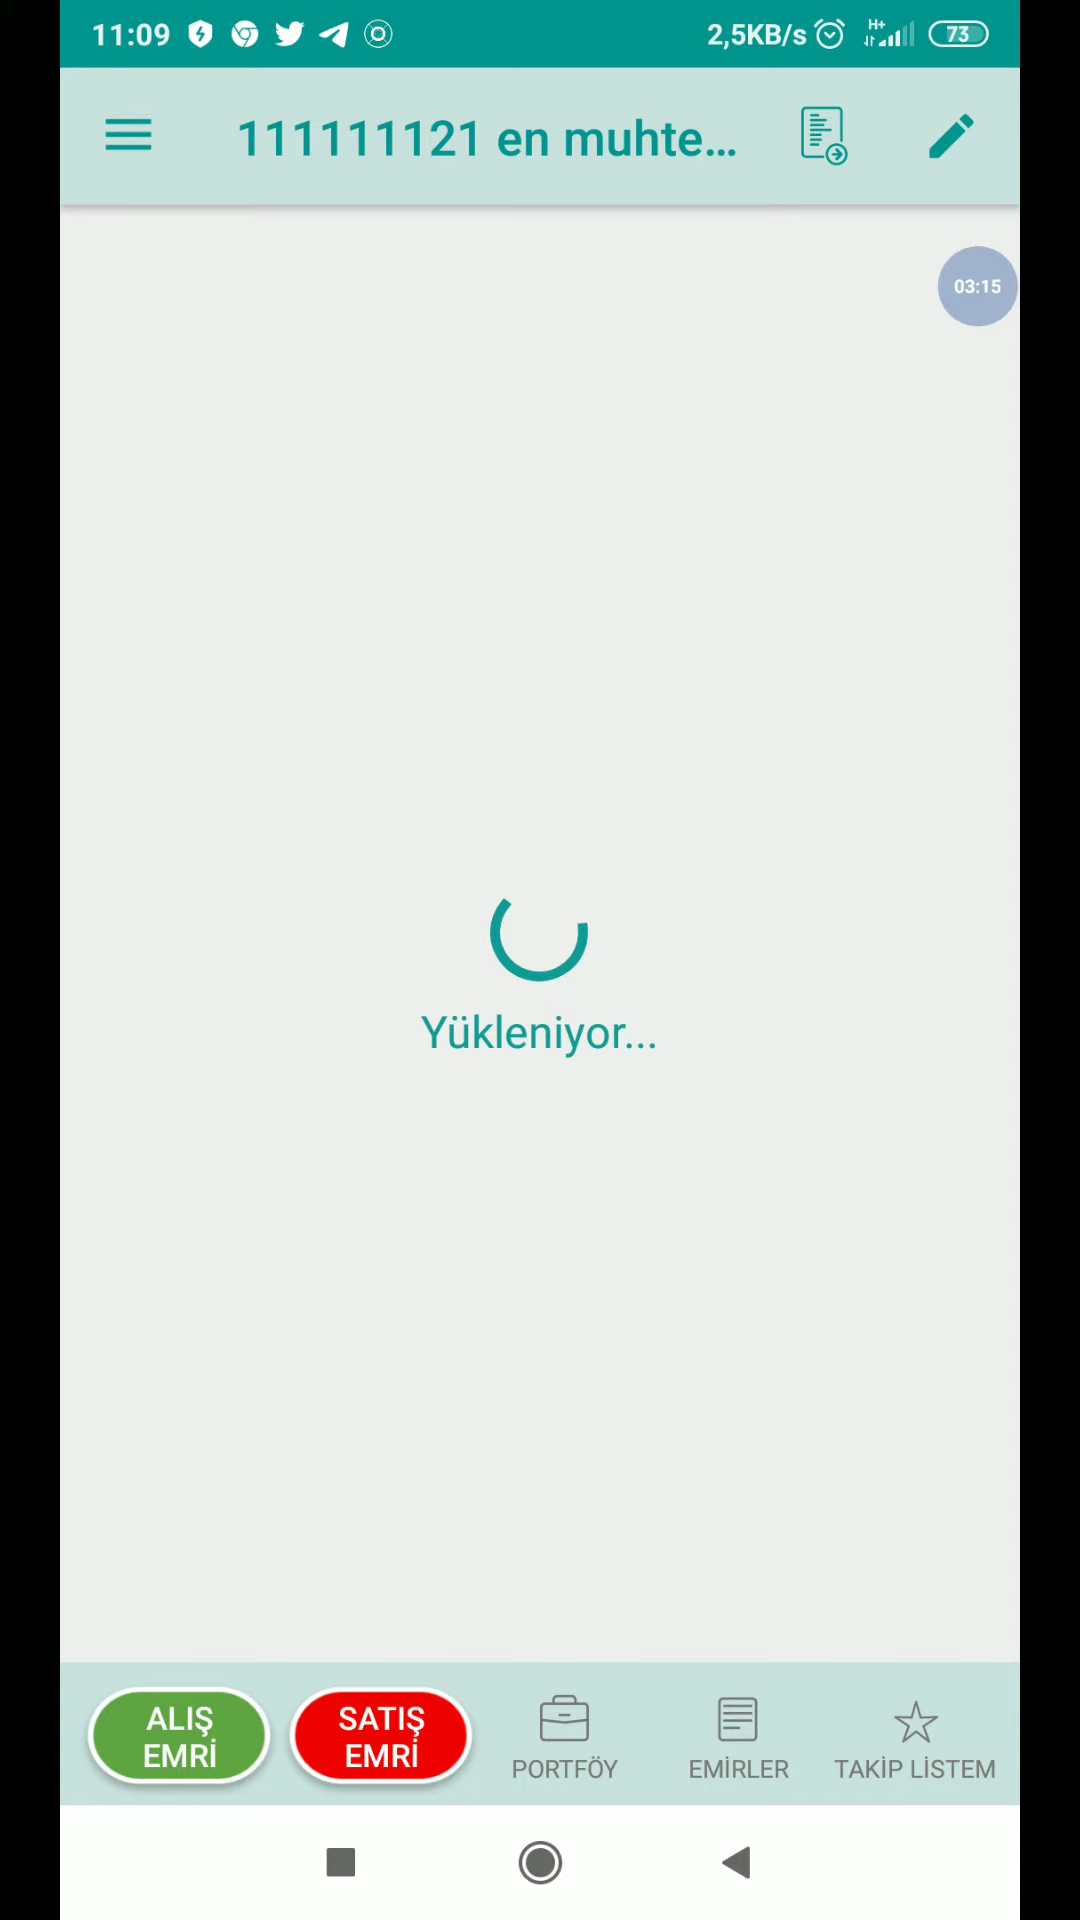 11:09 2,5KB/s H+ 73
111111121 en muhte...
03:15
Yükleniyor...
ALIŞ
EMRİ
SATIŞ
EMRİ
PORTFÖY
EMİRLER
TAKİP LİSTEM